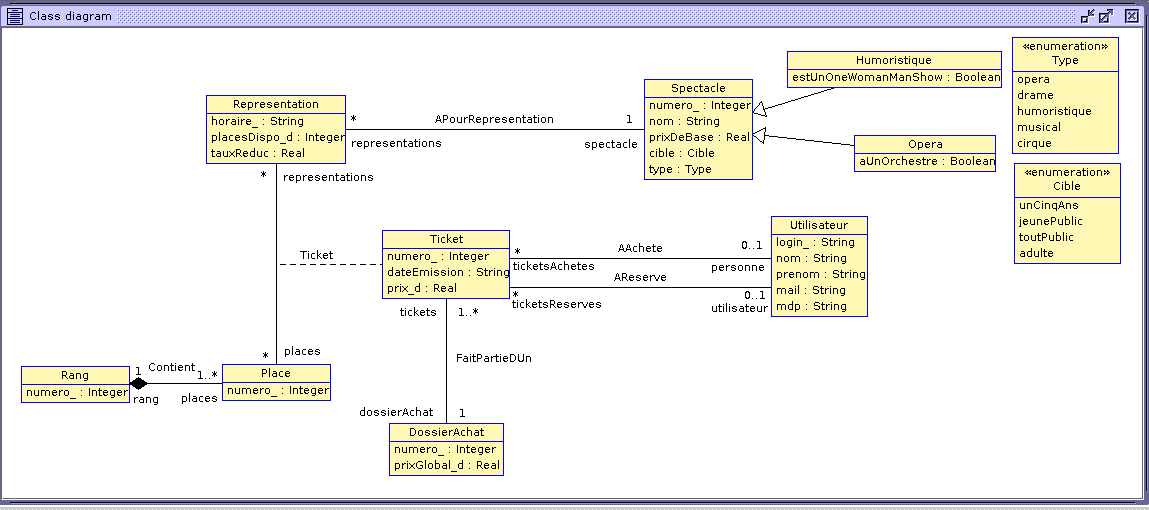 Class diagram
Humoristique
estUnOneWomanManShow : Boolean
«enumeration»
Type
opera
drame
humoristique
musical
cirque
Spectacle
numero_ : Integer
nom : String
prixDeBase : Real
cible : Cible
type : Type
Representation
horaire_ : String
placesDispo_d : Integer
tauxReduc : Real
* APourRepresentation 1
representations spectacle
Opera
aUnOrchestre : Boolean
«enumeration»
Cible
unCinqAns
jeunePublic
toutPublic
adulte
* representations
Utilisateur
login_ : String
nom : String
prenom : String
mail : String
mdp : String
Ticket
numero_ : Integer
dateEmission : String
prix_d : Real
Ticket
* AAchete 0..1
ticketsAchetes personne
AReserve
* 0..1
ticketsReserves utilisateur
tickets 1..*
FaitPartieDUn
* places
Rang
numero_ : Integer
1 Contient 1..*
rang places
Place
numero_ : Integer
dossierAchat 1
DossierAchat
numero_ : Integer
prixGlobal_d : Real